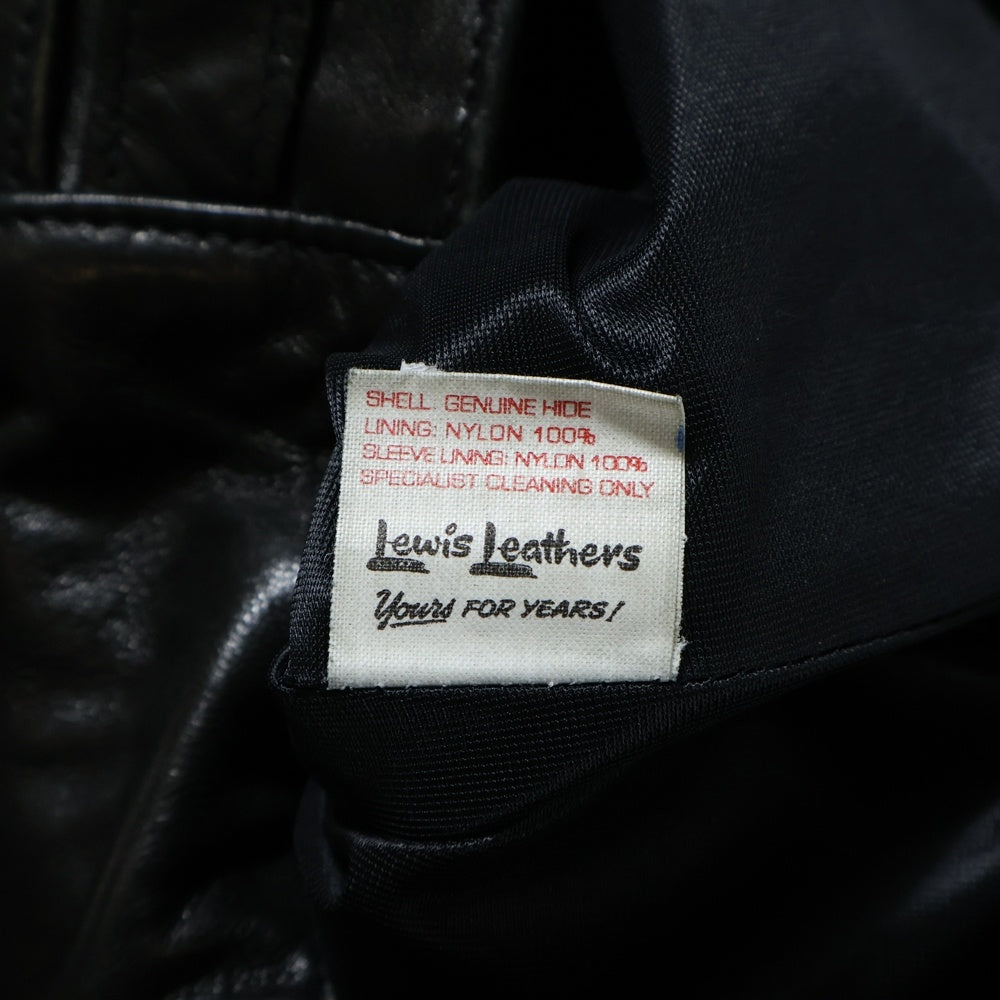 SHELL: GENUINE HIDE
LINING: NYLON 100%
SLEEVE LINING: NYLON 100%
SPECIALIST CLEANING ONLY
Lewis Leathers
Yours FOR YEARS!